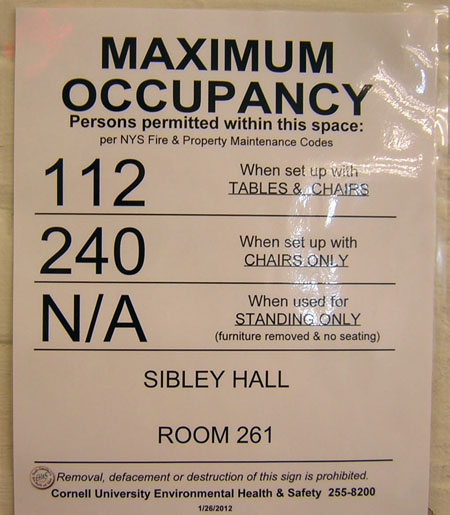 MAXIMUM
OCCUPANCY
Persons permitted within this space:
per NYS Fire & Property Maintenance Codes
112
When set up with
TABLES & CHAIRS
240
When set up with
CHAIRS ONLY
N/A
When used for
STANDING ONLY
(furniture removed & no seating)
SIBLEY HALL
ROOM 261
Removal, defacement or destruction of this sign is prohibited.
Cornell University Environmental Health & Safety 255-8200
1/26/2012